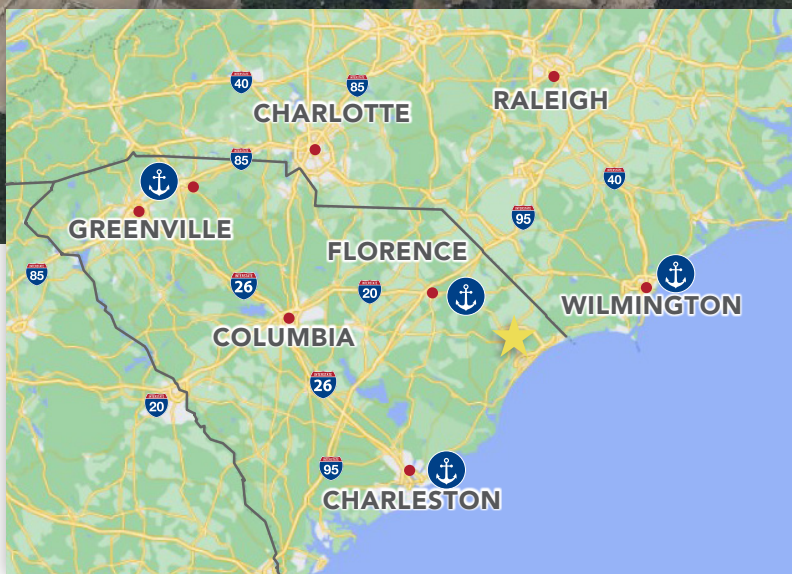 40
85
CHARLOTTE
RALEIGH
85
40
GREENVILLE
95
FLORENCE
85
26
20
WILMINGTON
COLUMBIA
26
20
95
CHARLESTON